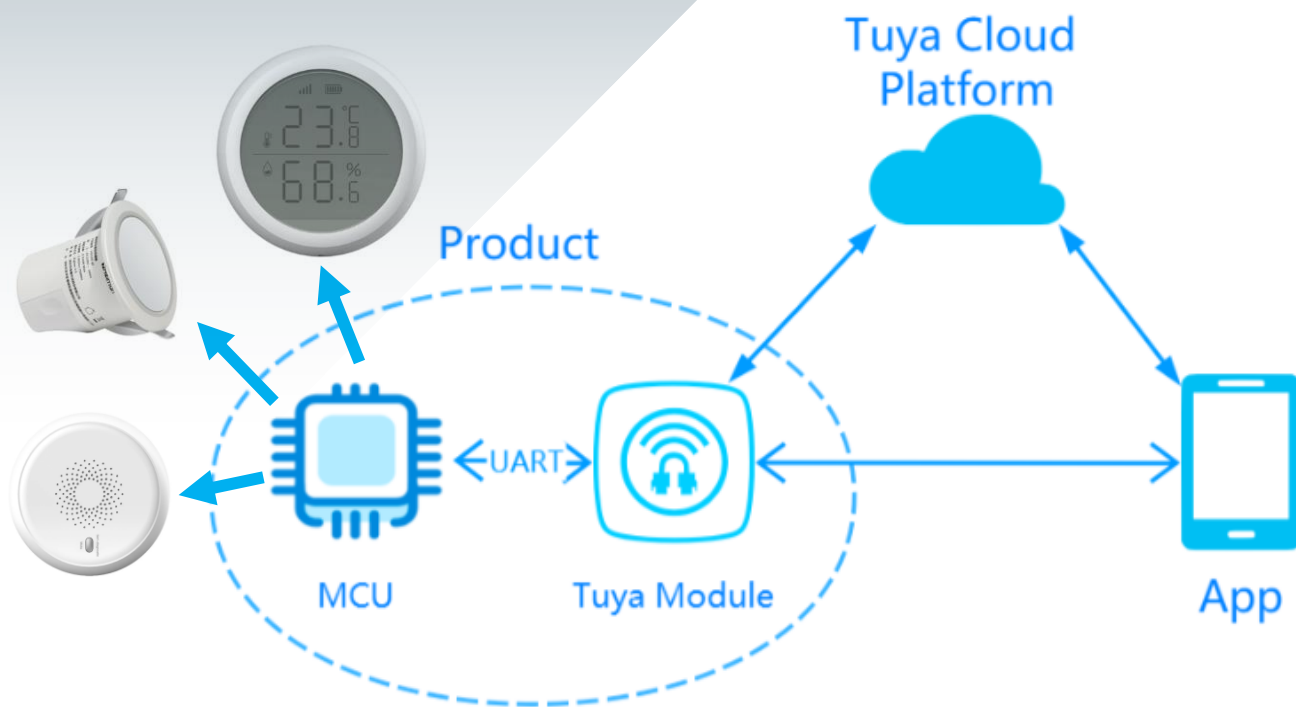 Tuya Cloud
Platform
23.8 °C
68.6 %
Product
UART
MCU
Tuya Module
App